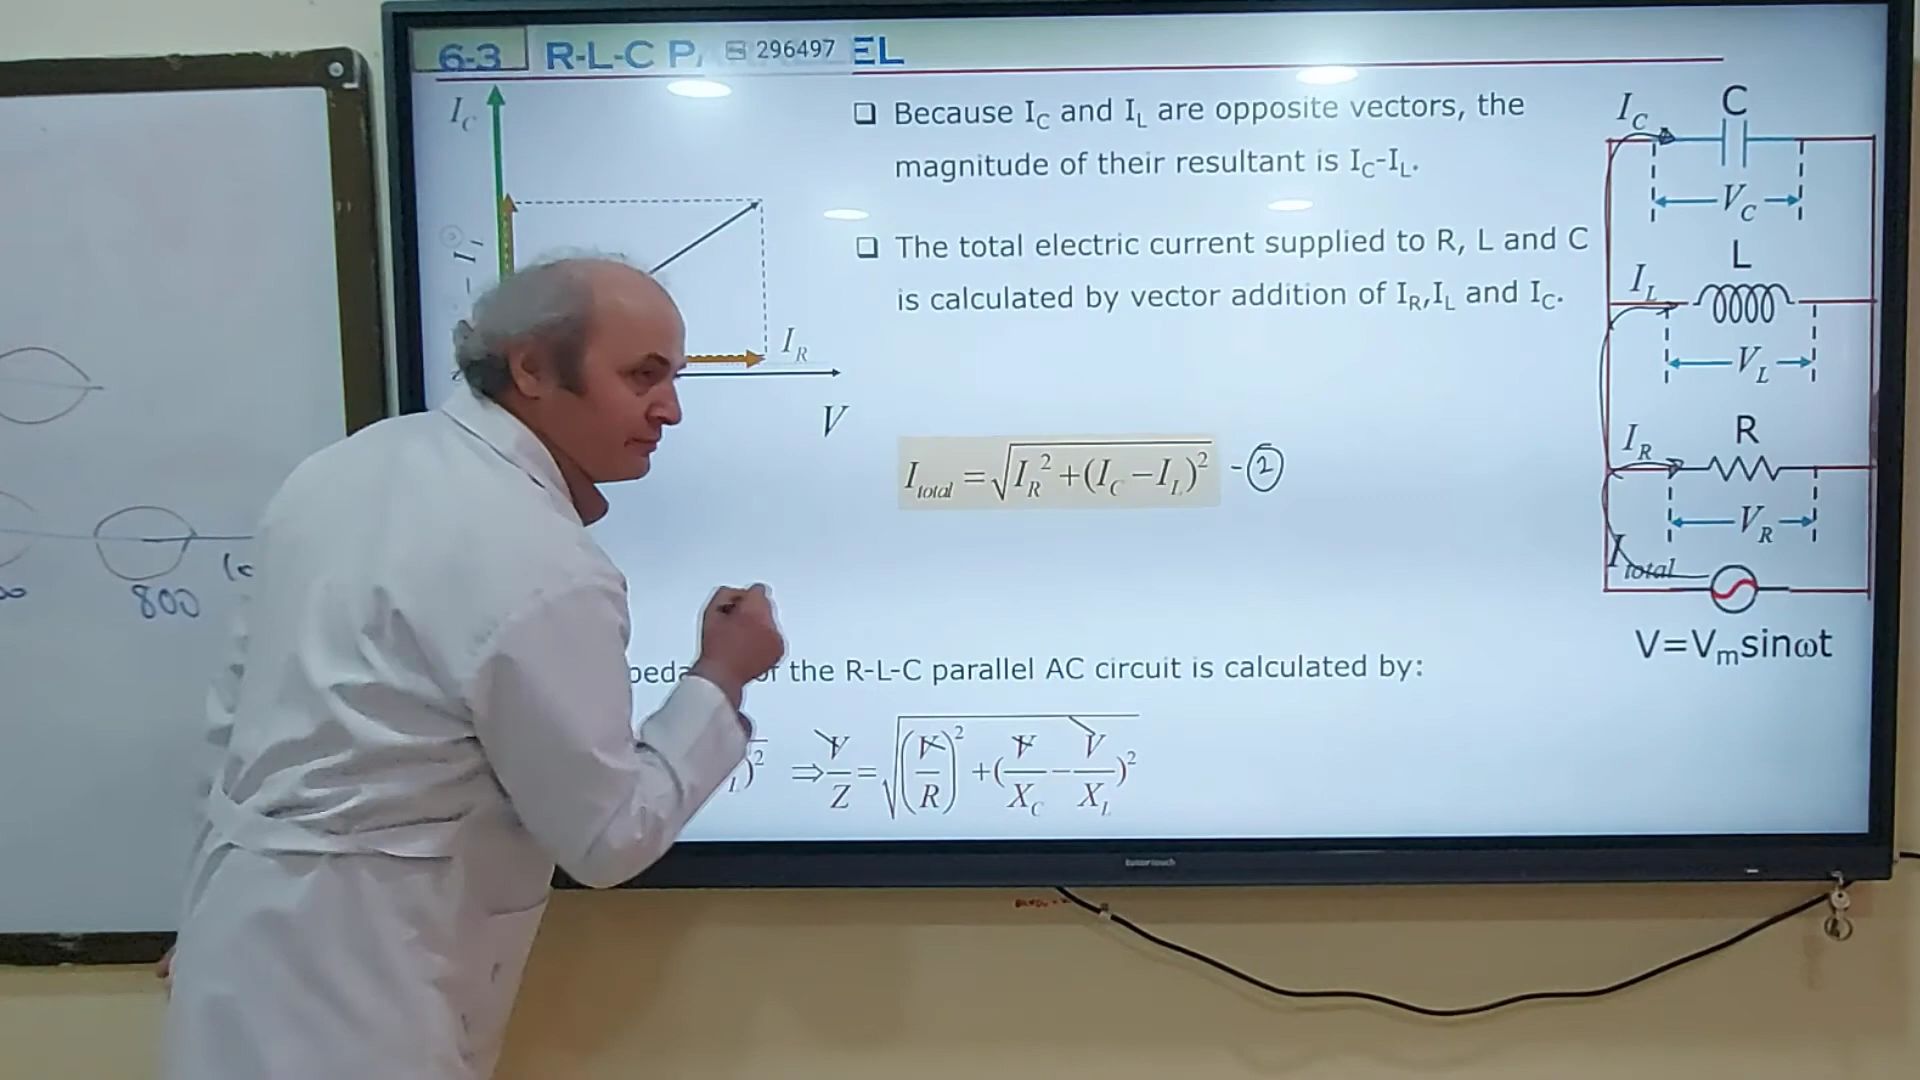 6-3 R-L-C P 296497 EL
❑ Because I_C and I_L are opposite vectors, the
magnitude of their resultant is I_C-I_L.
❑ The total electric current supplied to R, L and C
is calculated by vector addition of I_R,I_L and I_C.
I_C
I_R
V
I_total = √(I_R² + (I_C − I_L)²) - ②
the R-L-C parallel AC circuit is calculated by:
⇒ V/Z = √((V/R)² + (V/X_C − V/X_L)²)
I_C C
V_C
L
I_L
V_L
R
I_R
V_R
I_total
V=V_m sinωt
800